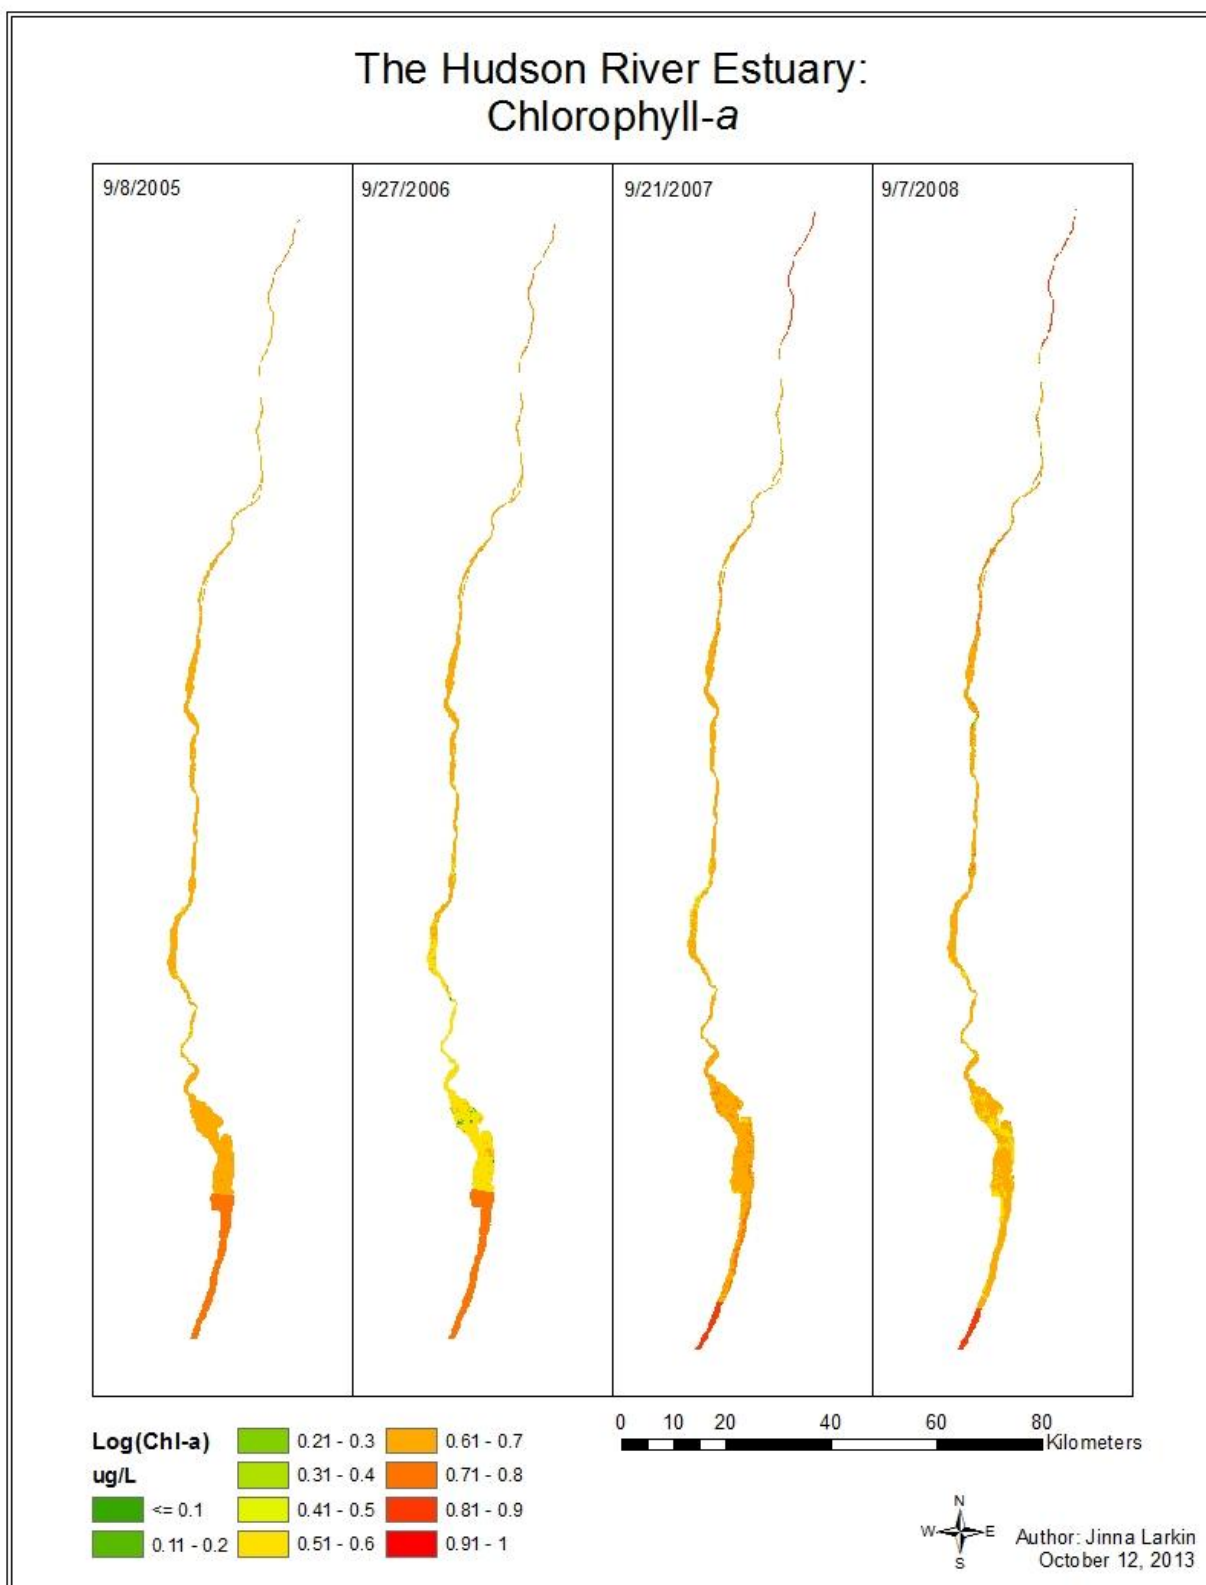 The Hudson River Estuary:
Chlorophyll-a
9/8/2005
9/27/2006
9/21/2007
9/7/2008
Log(Chl-a)
ug/L
<= 0.1
0.11 - 0.2
0.21 - 0.3
0.31 - 0.4
0.41 - 0.5
0.51 - 0.6
0.61 - 0.7
0.71 - 0.8
0.81 - 0.9
0.91 - 1
0 10 20 40 60 80
Kilometers
N
W E
S
Author: Jinna Larkin
October 12, 2013